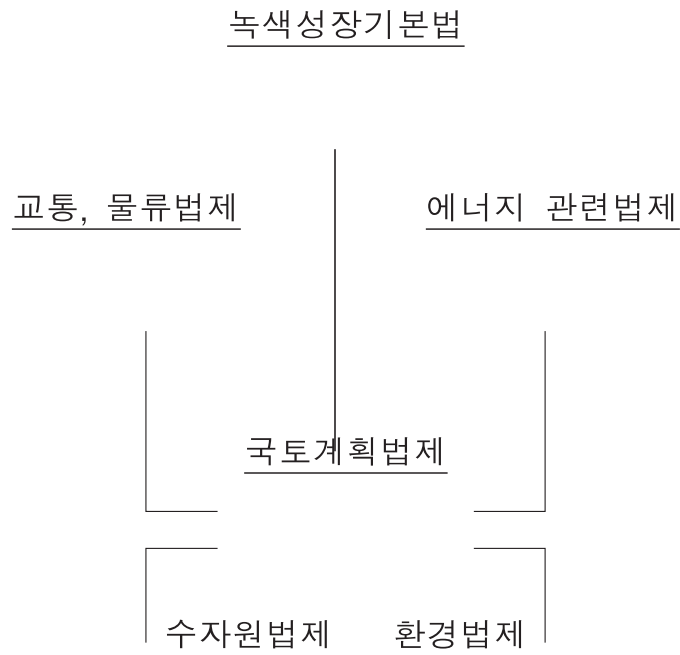 녹색성장기본법
교통, 물류법제
에너지 관련법제
국토계획법제
수자원법제
환경법제